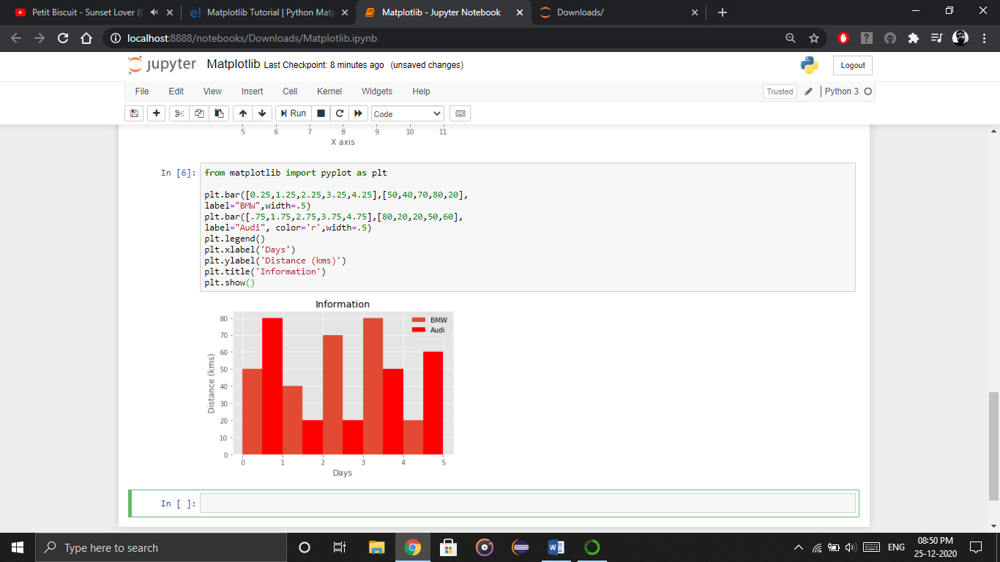 Petit Biscuit - Sunset Lover (
Matplotlib Tutorial | Python Matp
Matplotlib - Jupyter Notebook
Downloads/
localhost:8888/notebooks/Downloads/Matplotlib.ipynb
jupyter Matplotlib Last Checkpoint: 8 minutes ago (unsaved changes)
Logout
File Edit View Insert Cell Kernel Widgets Help
Trusted
Python 3
Run
Code
5 6 7 8 9 10 11
X axis
In [6]:
from matplotlib import pyplot as plt
plt.bar([0.25,1.25,2.25,3.25,4.25],[50,40,70,80,20],
label="BMW",width=.5)
plt.bar([.75,1.75,2.75,3.75,4.75],[80,20,20,50,60],
label="Audi", color='r',width=.5)
plt.legend()
plt.xlabel('Days')
plt.ylabel('Distance (kms)')
plt.title('Information')
plt.show()
Information
BMW
Audi
Distance (kms)
80
70
60
50
40
30
20
10
0
0 1 2 3 4 5
Days
In [ ]:
Type here to search
ENG
08:50 PM
25-12-2020